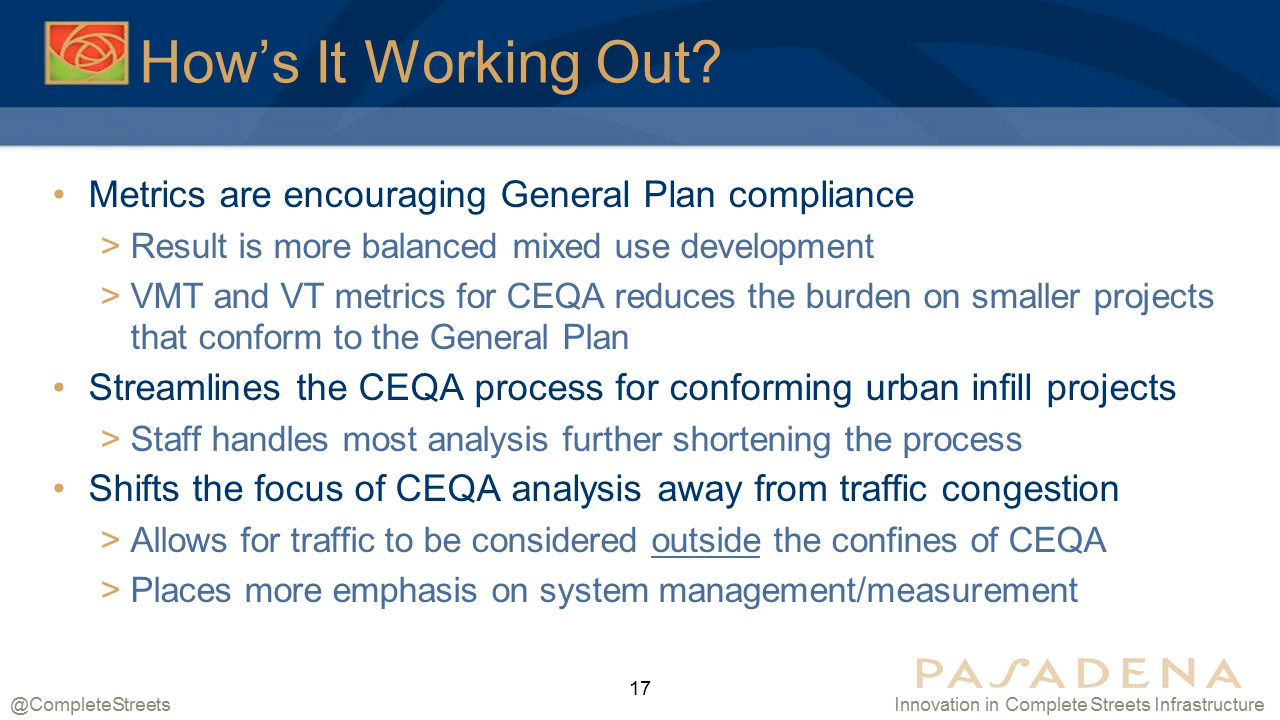 How’s It Working Out?
• Metrics are encouraging General Plan compliance
> Result is more balanced mixed use development
> VMT and VT metrics for CEQA reduces the burden on smaller projects
that conform to the General Plan
• Streamlines the CEQA process for conforming urban infill projects
> Staff handles most analysis further shortening the process
• Shifts the focus of CEQA analysis away from traffic congestion
> Allows for traffic to be considered outside the confines of CEQA
> Places more emphasis on system management/measurement
PASADENA
17
@CompleteStreets
Innovation in Complete Streets Infrastructure